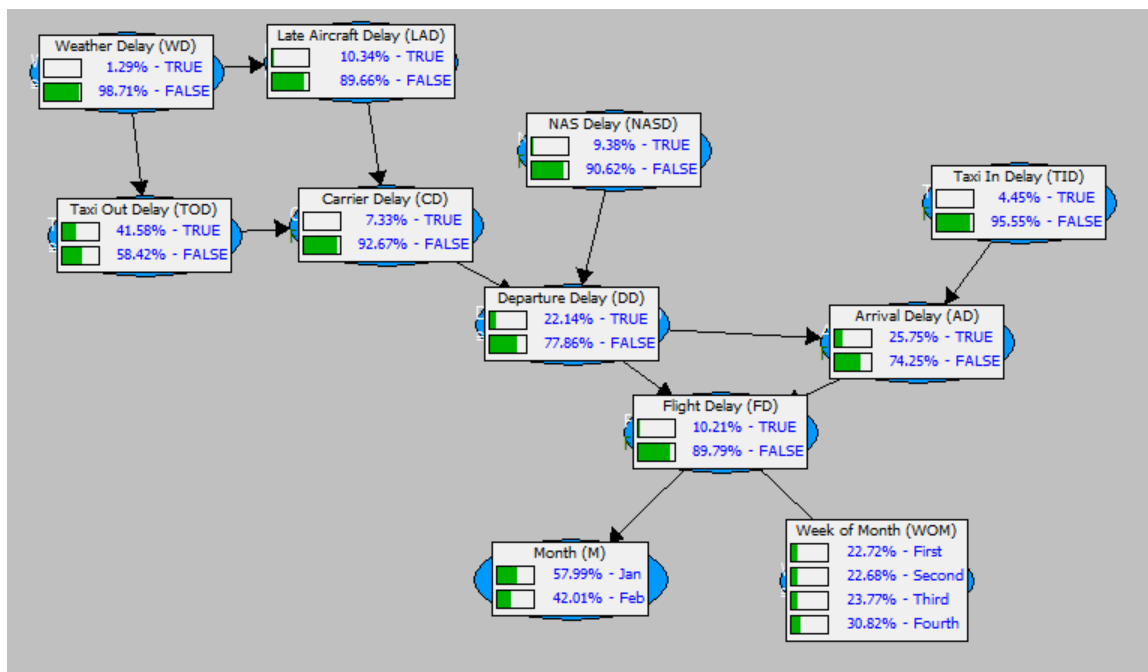 Weather Delay (WD)
1.29% - TRUE
98.71% - FALSE
Late Aircraft Delay (LAD)
10.34% - TRUE
89.66% - FALSE
NAS Delay (NASD)
9.38% - TRUE
90.62% - FALSE
Taxi In Delay (TID)
4.45% - TRUE
95.55% - FALSE
Taxi Out Delay (TOD)
41.58% - TRUE
58.42% - FALSE
Carrier Delay (CD)
7.33% - TRUE
92.67% - FALSE
Departure Delay (DD)
22.14% - TRUE
77.86% - FALSE
Arrival Delay (AD)
25.75% - TRUE
74.25% - FALSE
Flight Delay (FD)
10.21% - TRUE
89.79% - FALSE
Month (M)
57.99% - Jan
42.01% - Feb
Week of Month (WOM)
22.72% - First
22.68% - Second
23.77% - Third
30.82% - Fourth